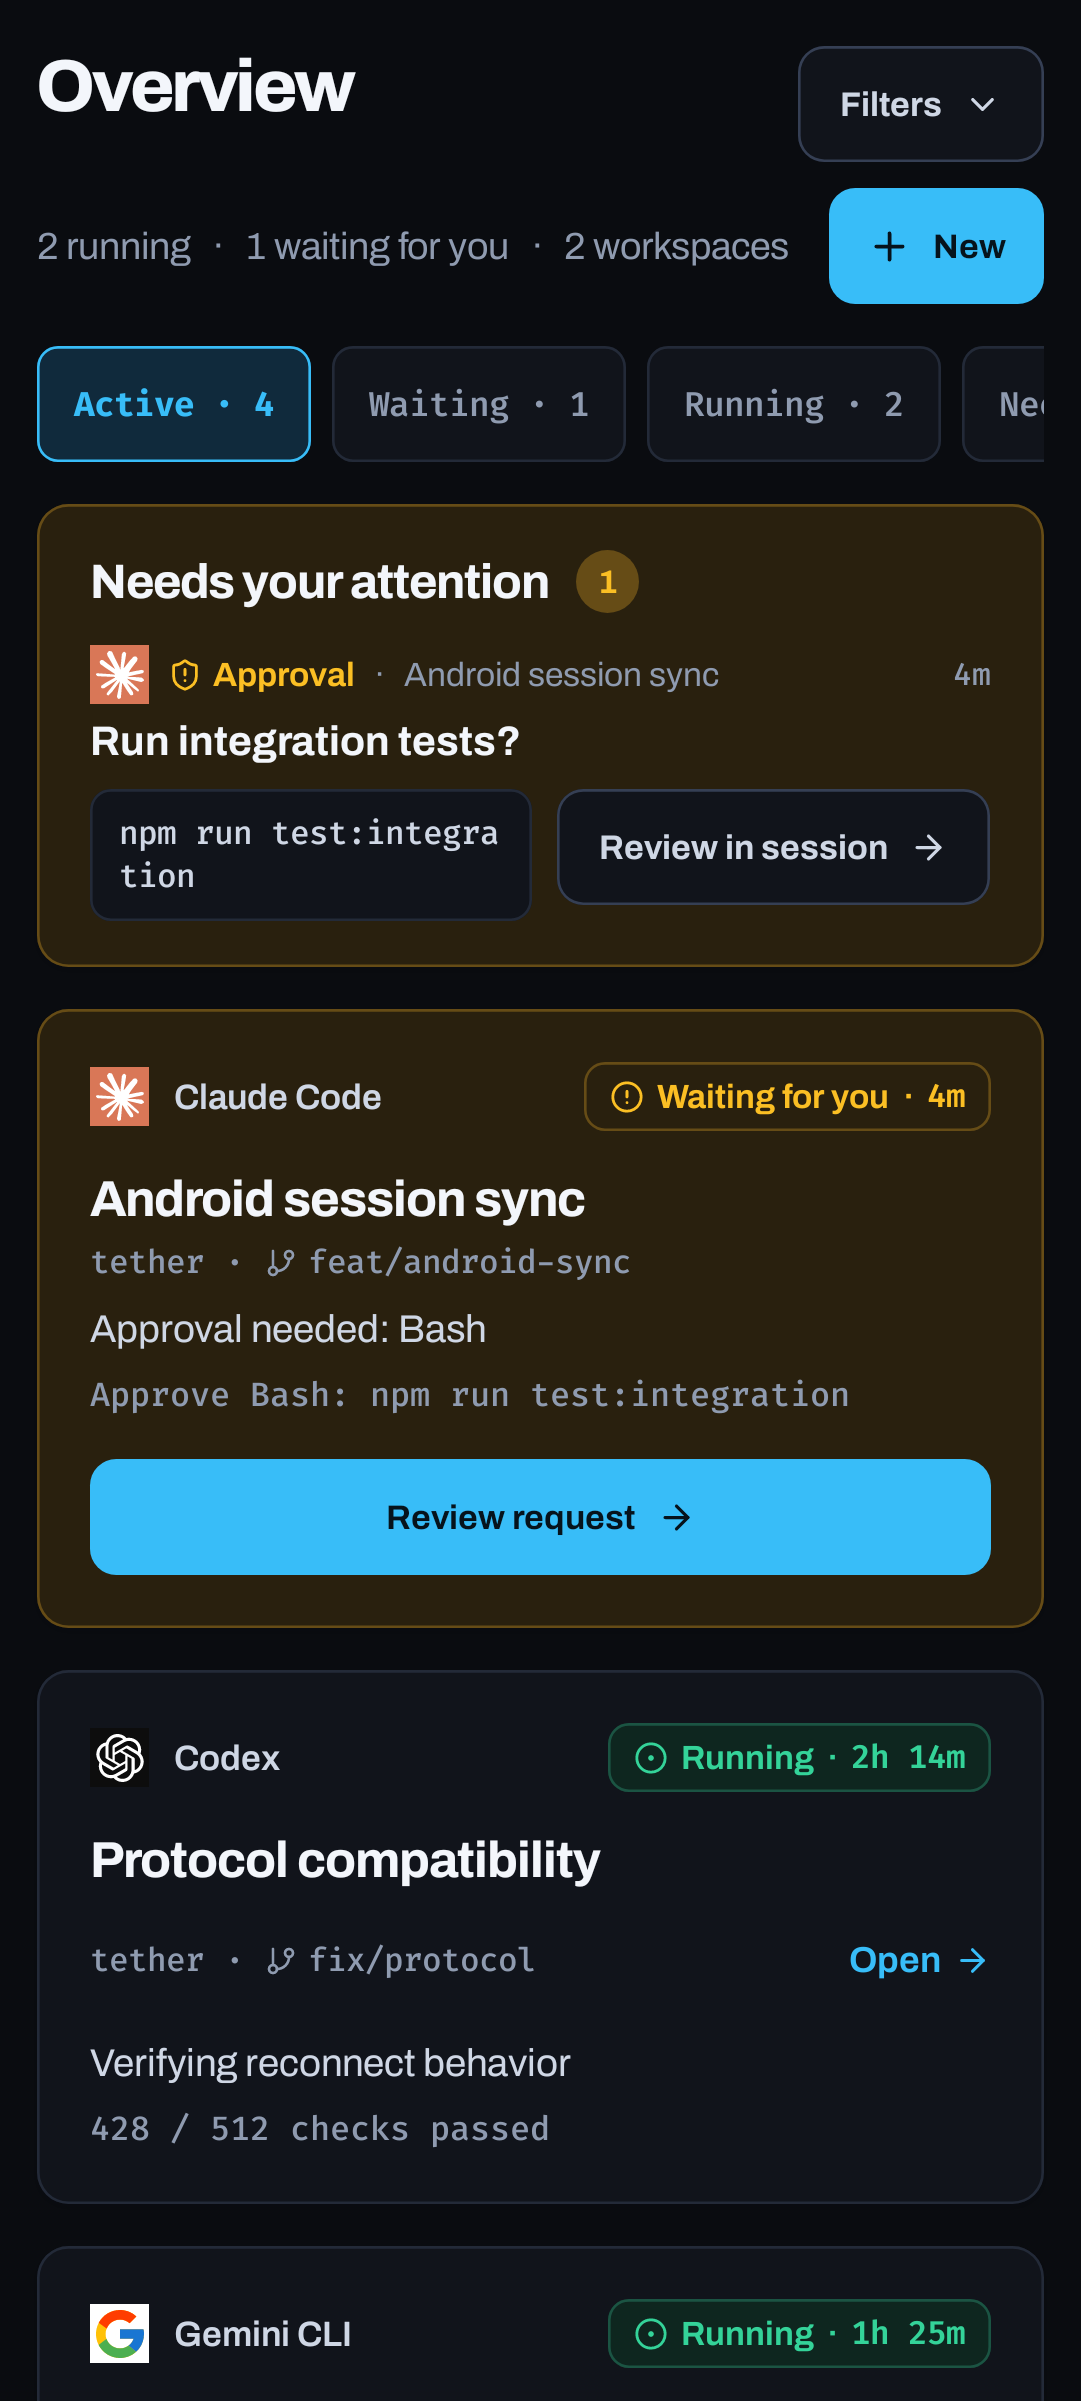 Overview
Filters
2 running · 1 waiting for you · 2 workspaces
New
Active · 4
Waiting · 1
Running · 2
Needs your attention 1
Approval · Android session sync 4m
Run integration tests?
npm run test:integra
tion
Review in session
Claude Code
Waiting for you · 4m
Android session sync
tether · feat/android-sync
Approval needed: Bash
Approve Bash: npm run test:integration
Review request
Codex
Running · 2h 14m
Protocol compatibility
tether · fix/protocol
Open
Verifying reconnect behavior
428 / 512 checks passed
Gemini CLI
Running · 1h 25m